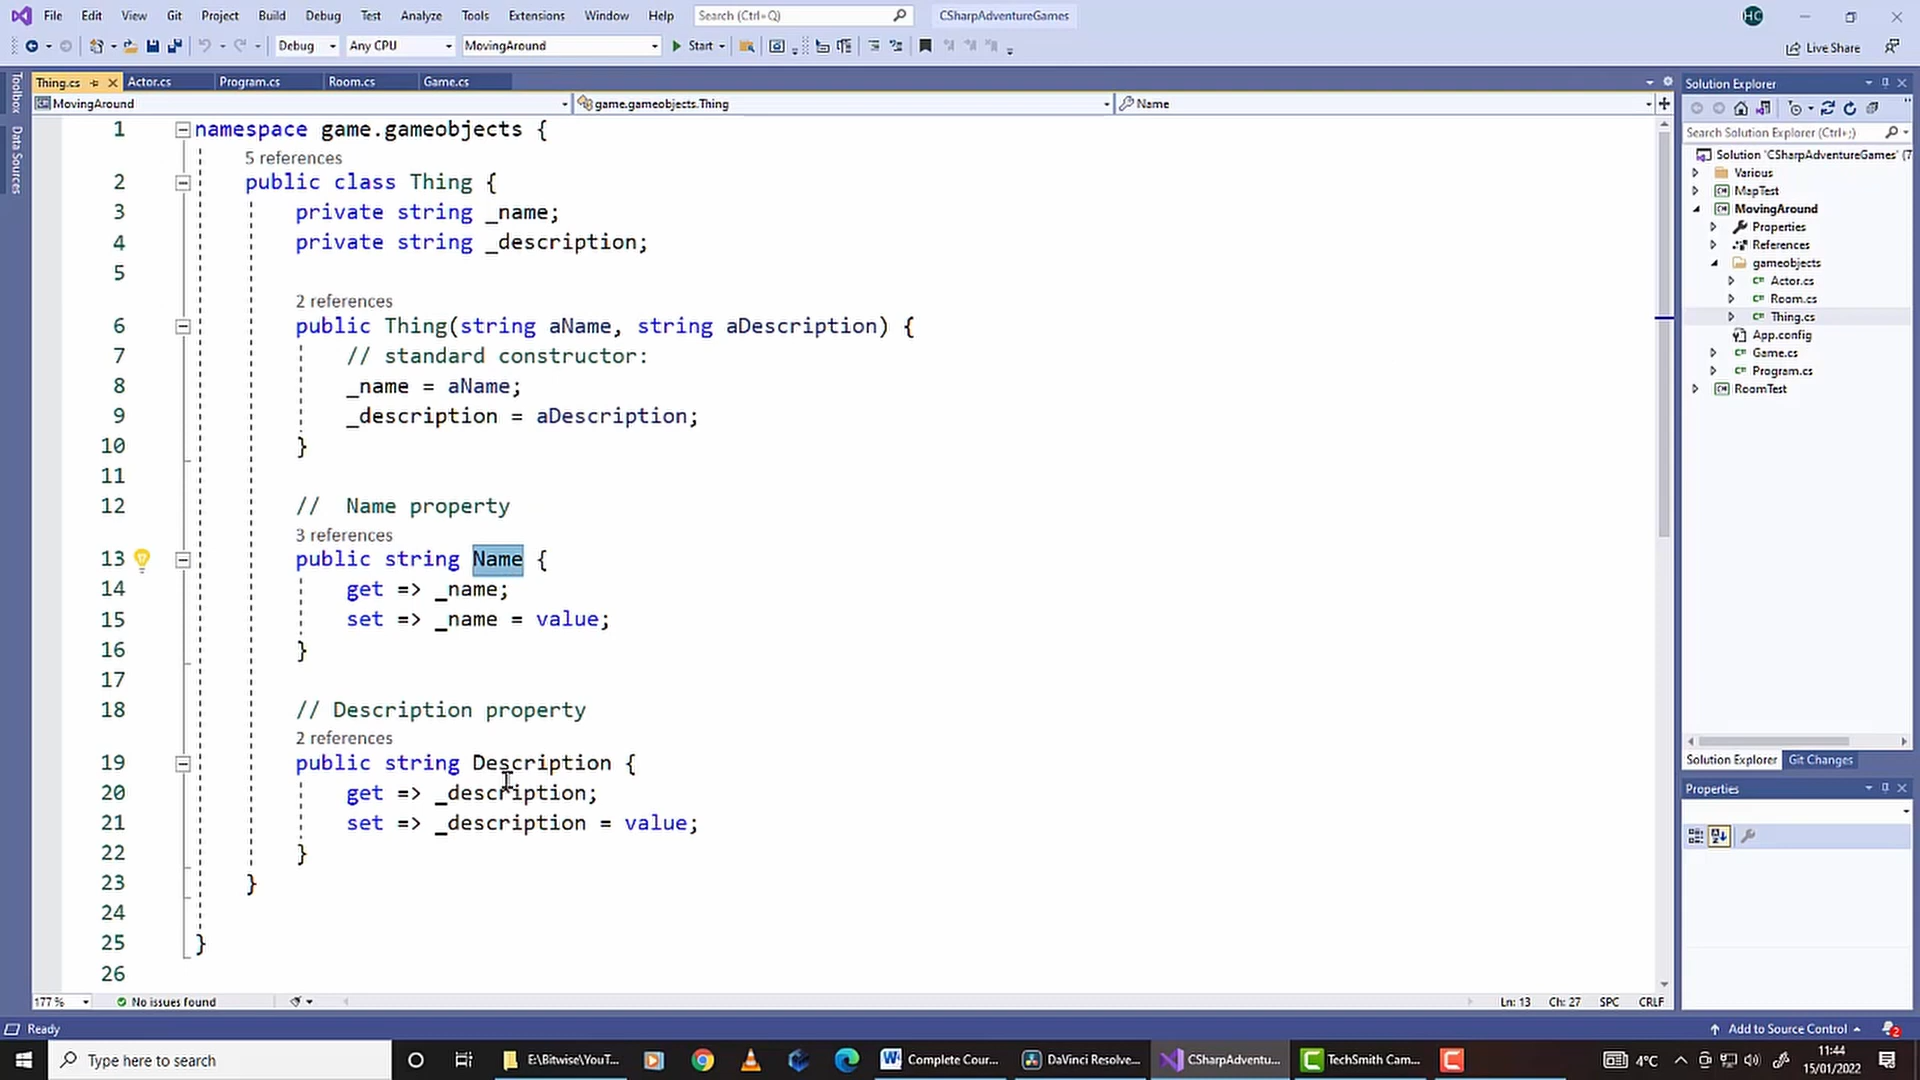 File Edit View Git Project Build Debug Test Analyze Tools Extensions Window Help Search (Ctrl+Q) CSharpAdventureGames HC
Debug Any CPU MovingAround Start Live Share
Toolbox
Data Sources
Thing.cs Actor.cs Program.cs Room.cs Game.cs
MovingAround game.gameobjects.Thing Name
1 namespace game.gameobjects {
5 references
2 public class Thing {
3 private string _name;
4 private string _description;
5
2 references
6 public Thing(string aName, string aDescription) {
7 // standard constructor:
8 _name = aName;
9 _description = aDescription;
10 }
11
12 // Name property
3 references
13 public string Name {
14 get => _name;
15 set => _name = value;
16 }
17
18 // Description property
2 references
19 public string Description {
20 get => _description;
21 set => _description = value;
22 }
23 }
24
25 }
26
177 % No issues found Ln: 13 Ch: 27 SPC CRLF
Solution Explorer
Search Solution Explorer (Ctrl+;)
Solution 'CSharpAdventureGames' (7
Various
MapTest
MovingAround
Properties
References
gameobjects
Actor.cs
Room.cs
Thing.cs
App.config
Game.cs
Program.cs
RoomTest
Solution Explorer Git Changes
Properties
Ready Add to Source Control 2
Type here to search E:\Bitwise\YouT... Complete Cour... DaVinci Resolve... CSharpAdventu... TechSmith Cam... 4°C 11:44
15/01/2022